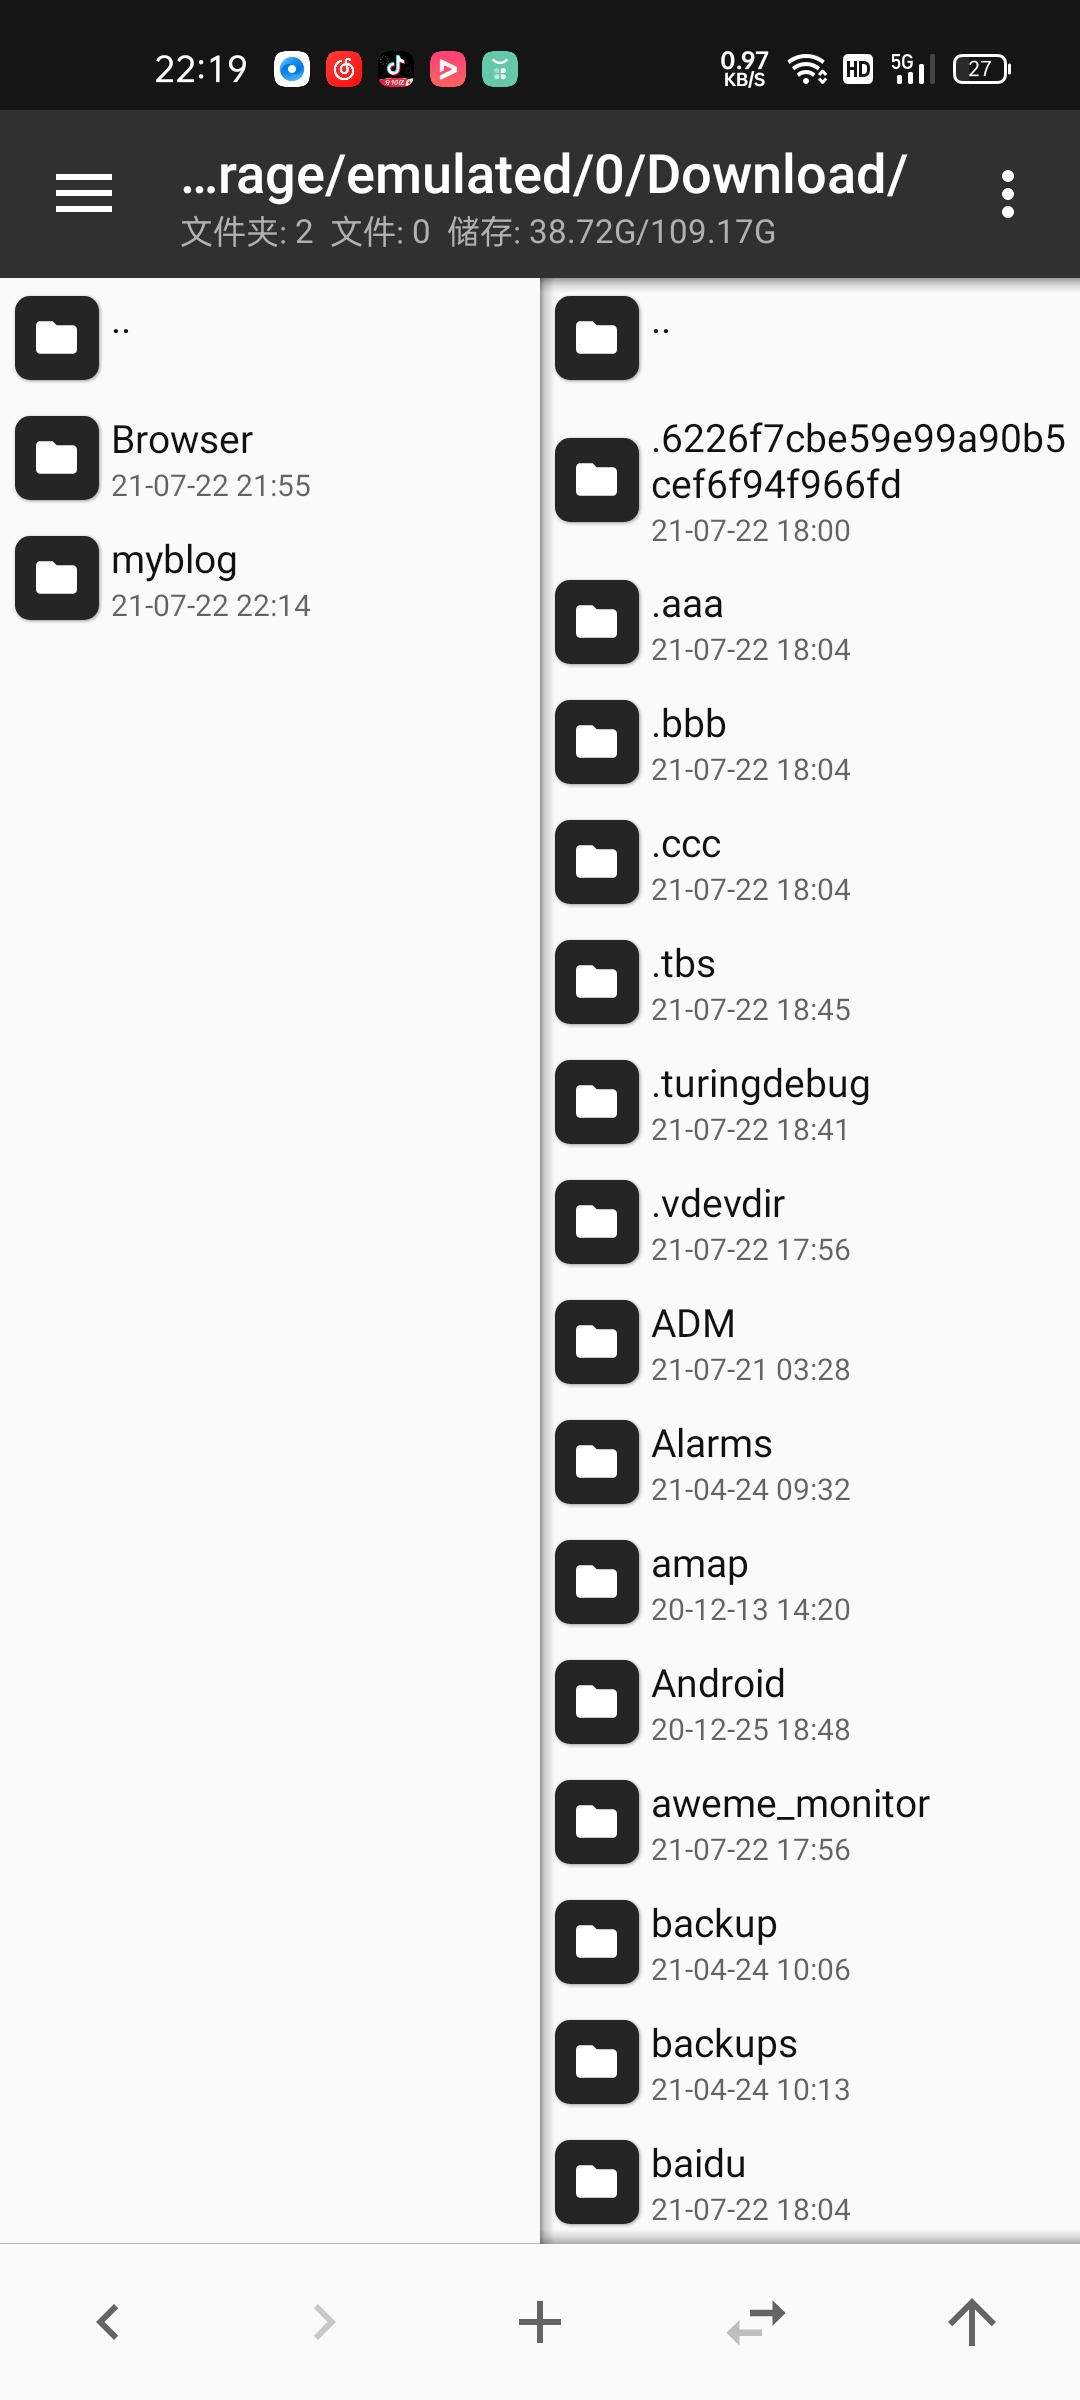 22:19
0.97
KB/S
HD
5G
27
...rage/emulated/0/Download/
文件夹: 2 文件: 0 储存: 38.72G/109.17G
..
Browser
21-07-22 21:55
myblog
21-07-22 22:14
..
.6226f7cbe59e99a90b5
cef6f94f966fd
21-07-22 18:00
.aaa
21-07-22 18:04
.bbb
21-07-22 18:04
.ccc
21-07-22 18:04
.tbs
21-07-22 18:45
.turingdebug
21-07-22 18:41
.vdevdir
21-07-22 17:56
ADM
21-07-21 03:28
Alarms
21-04-24 09:32
amap
20-12-13 14:20
Android
20-12-25 18:48
aweme_monitor
21-07-22 17:56
backup
21-04-24 10:06
backups
21-04-24 10:13
baidu
21-07-22 18:04